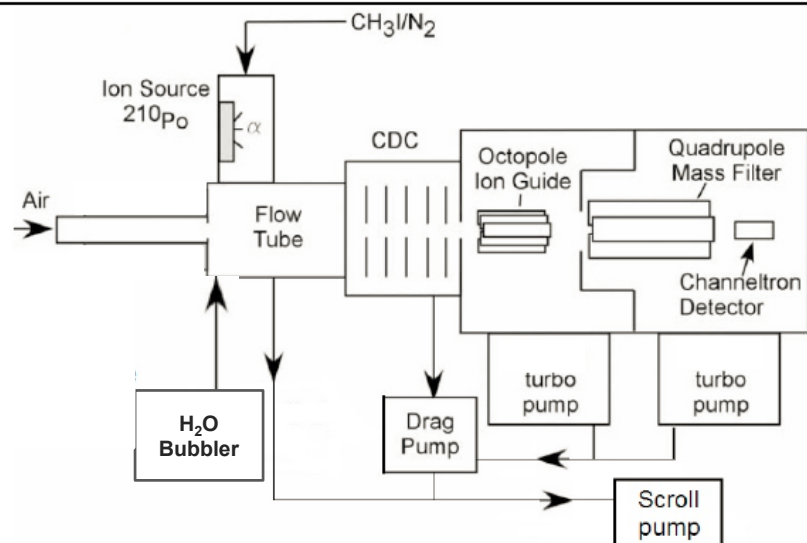 CH3I/N2
Ion Source
210Po
α
CDC
Octopole
Ion Guide
Quadrupole
Mass Filter
Air
Flow
Tube
Channeltron
Detector
H2O
Bubbler
Drag
Pump
turbo
pump
turbo
pump
Scroll
pump